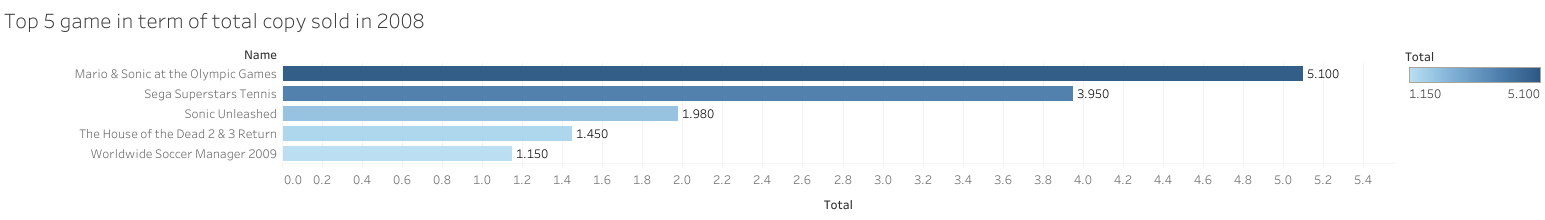 Top 5 game in term of total copy sold in 2008
Name
Total
Mario & Sonic at the Olympic Games 5.100
Sega Superstars Tennis 3.950
1.150 5.100
Sonic Unleashed 1.980
The House of the Dead 2 & 3 Return 1.450
Worldwide Soccer Manager 2009 1.150
0.0 0.2 0.4 0.6 0.8 1.0 1.2 1.4 1.6 1.8 2.0 2.2 2.4 2.6 2.8 3.0 3.2 3.4 3.6 3.8 4.0 4.2 4.4 4.6 4.8 5.0 5.2 5.4
Total